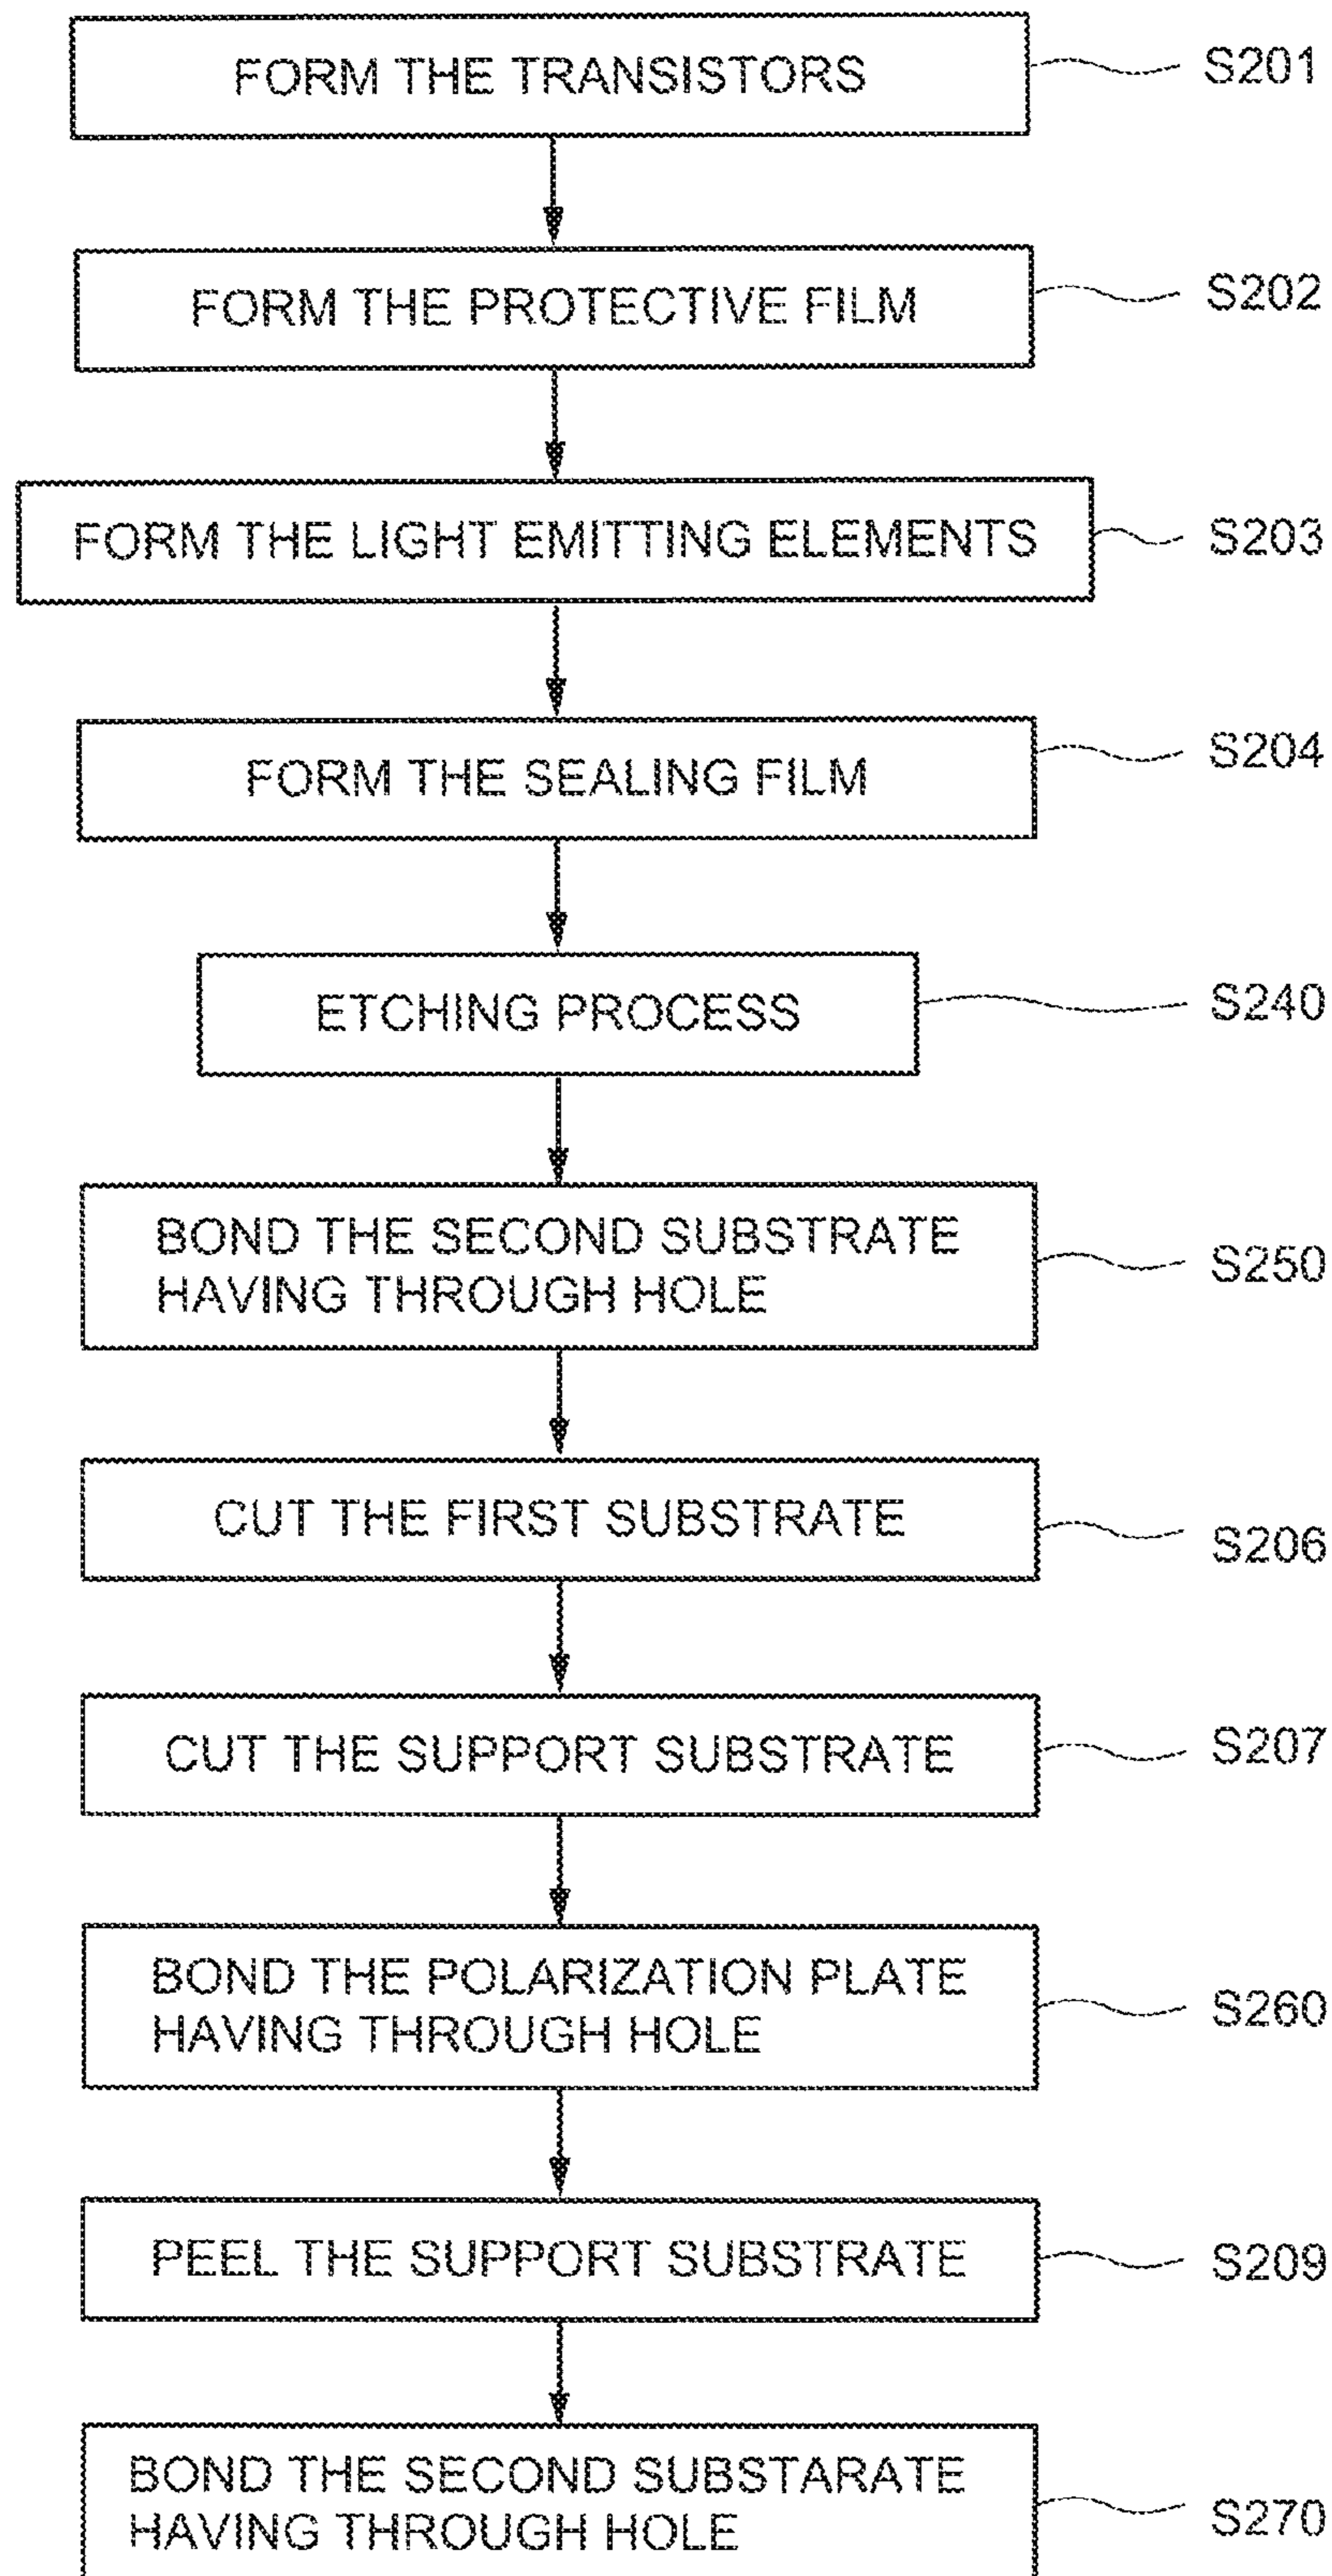 FORM THE TRANSISTORS S201
FORM THE PROTECTIVE FILM S202
FORM THE LIGHT EMITTING ELEMENTS S203
FORM THE SEALING FILM S204
ETCHING PROCESS S240
BOND THE SECOND SUBSTRATE
HAVING THROUGH HOLE
S250
CUT THE FIRST SUBSTRATE S206
CUT THE SUPPORT SUBSTRATE S207
BOND THE POLARIZATION PLATE
HAVING THROUGH HOLE
S260
PEEL THE SUPPORT SUBSTRATE S209
BOND THE SECOND SUBSTARATE
HAVING THROUGH HOLE
S270